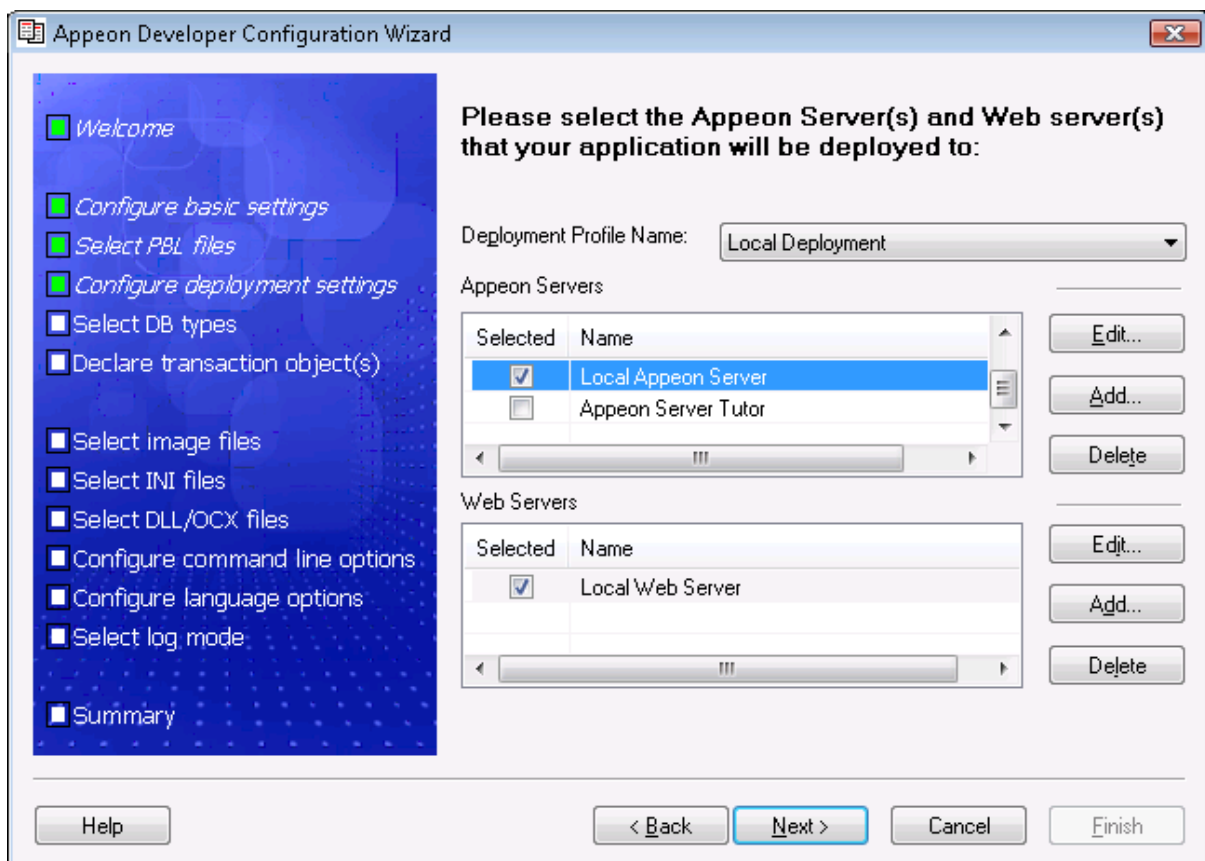 Appeon Developer Configuration Wizard
Welcome
Configure basic settings
Select PBL files
Configure deployment settings
Select DB types
Declare transaction object(s)
Select image files
Select INI files
Select DLL/OCX files
Configure command line options
Configure language options
Select log mode
Summary
Please select the Appeon Server(s) and Web server(s)
that your application will be deployed to:
Deployment Profile Name: Local Deployment
Appeon Servers
Selected Name
Local Appeon Server
Appeon Server Tutor
Edit...
Add...
Delete
Web Servers
Selected Name
Local Web Server
Edit...
Add...
Delete
Help < Back Next > Cancel Finish